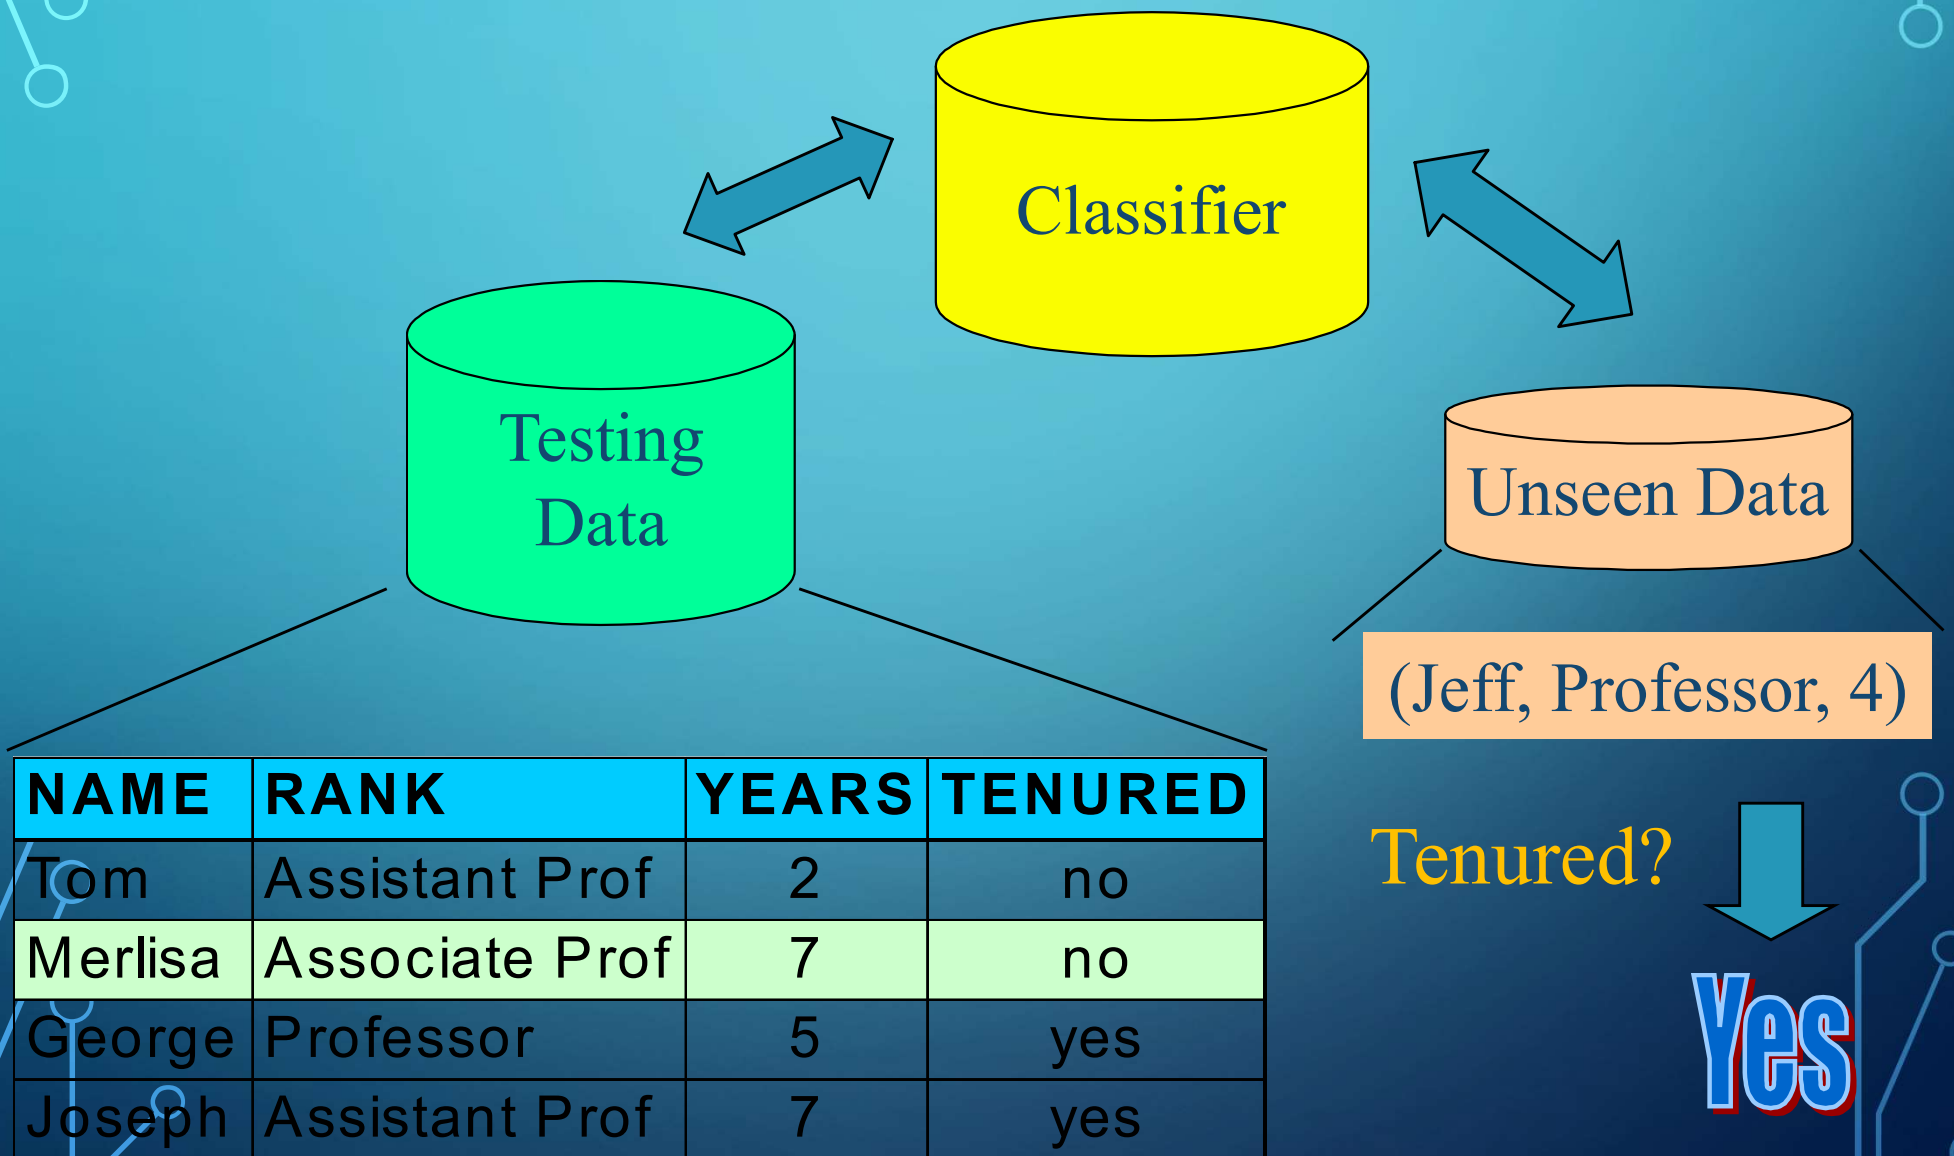 Classifier
Testing
Data
Unseen Data
(Jeff, Professor, 4)
NAME RANK YEARS TENURED
Tom Assistant Prof 2 no
Merlisa Associate Prof 7 no
George Professor 5 yes
Joseph Assistant Prof 7 yes
Tenured?
Yes